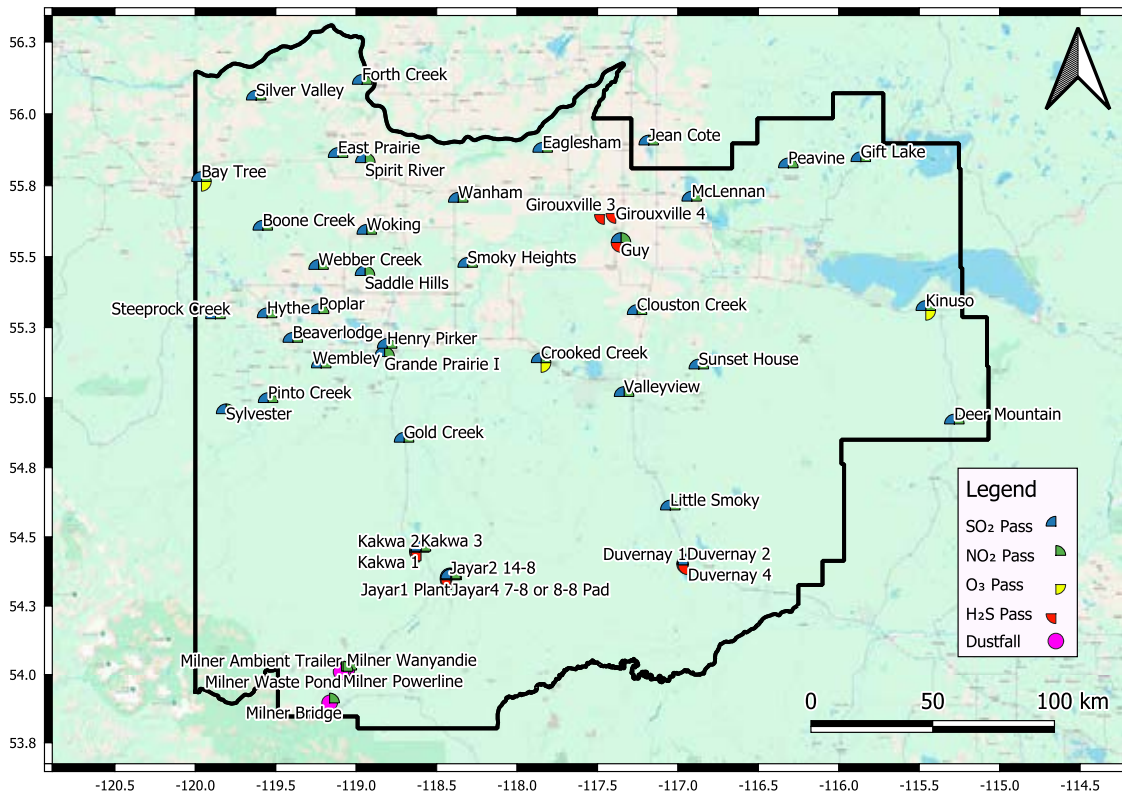 56.3
56.0
55.8
55.5
55.3
55.0
54.8
54.5
54.3
54.0
53.8
Forth Creek
Silver Valley
Jean Cote
East Prairie
Eaglesham
Spirit River
Peavine
Gift Lake
Bay Tree
Wanham
McLennan
Girouxville 3
Girouxville 4
Boone Creek
Woking
Guy
Webber Creek
Smoky Heights
Saddle Hills
Steeprock Creek
Hythe
Poplar
Clouston Creek
Kinuso
Beaverlodge
Henry Pirker
Wembley
Grande Prairie I
Crooked Creek
Sunset House
Pinto Creek
Valleyview
Sylvester
Deer Mountain
Gold Creek
Little Smoky
Kakwa 2
Kakwa 3
Kakwa 1
Duvernay 1
Duvernay 2
Duvernay 4
Jayar2 14-8
Jayar1 Plant
Jayar4 7-8 or 8-8 Pad
Milner Ambient Trailer
Milner Wanyandie
Milner Waste Pond
Milner Powerline
Milner Bridge
Legend
SO₂ Pass
NO₂ Pass
O₃ Pass
H₂S Pass
Dustfall
0 50 100 km
-120.5 -120.0 -119.5 -119.0 -118.5 -118.0 -117.5 -117.0 -116.5 -116.0 -115.5 -115.0 -114.5